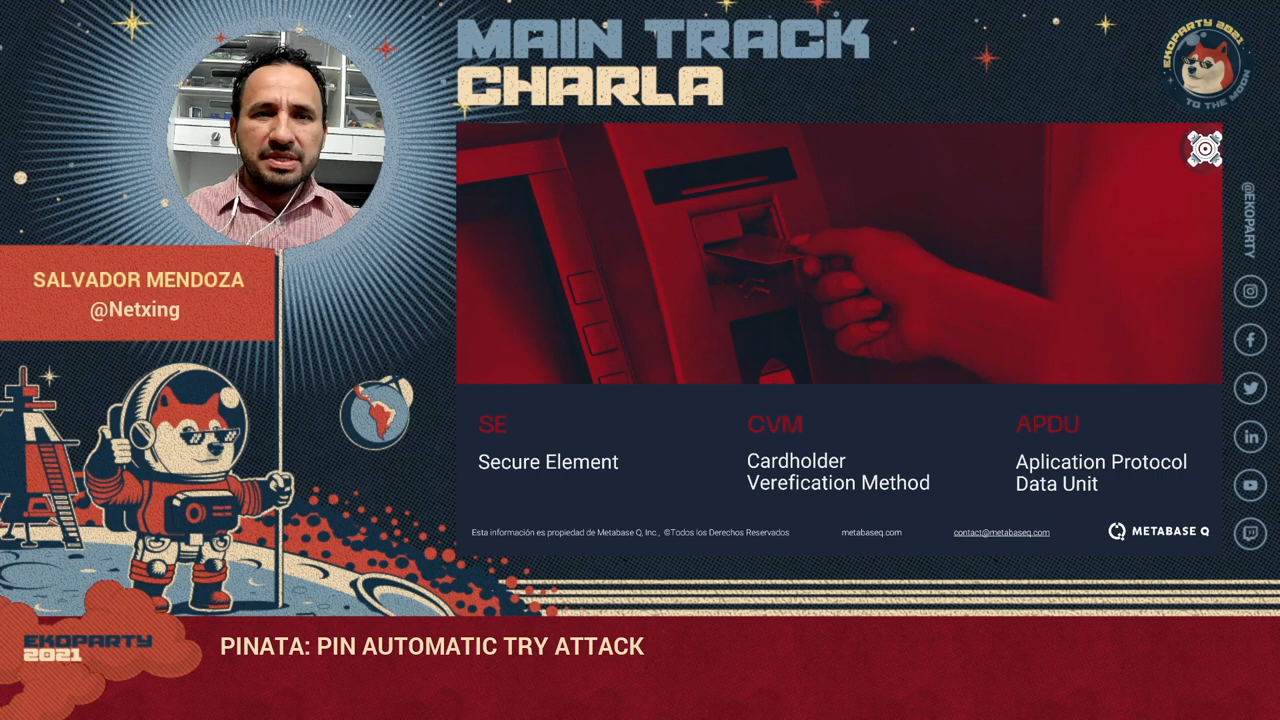 MAIN TRACK
CHARLA
EKOPARTY 2021
TO THE MOON
@EKOPARTY
SALVADOR MENDOZA
@Netxing
SE
Secure Element
CVM
Cardholder
Verefication Method
APDU
Aplication Protocol
Data Unit
Esta información es propiedad de Metabase Q, Inc., ©Todos los Derechos Reservados
metabaseq.com
contact@metabaseq.com
METABASE Q
EKOPARTY
2021
PINATA: PIN AUTOMATIC TRY ATTACK